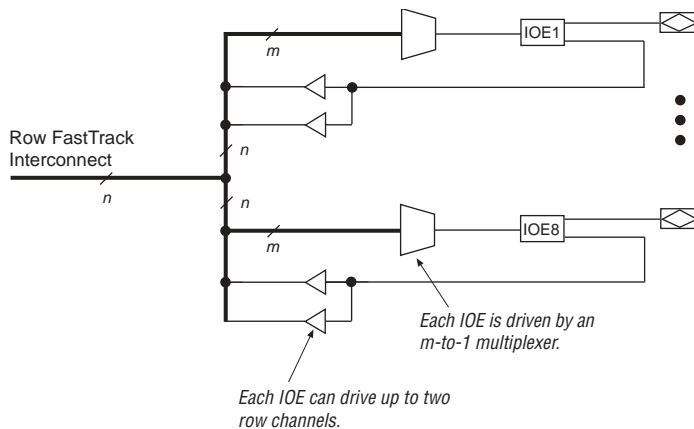 m
IOE1
Row FastTrack
Interconnect
n
n
n
m
IOE8
Each IOE is driven by an
m-to-1 multiplexer.
Each IOE can drive up to two
row channels.